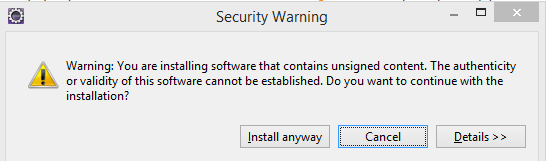 Security Warning
Warning: You are installing software that contains unsigned content. The authenticity
or validity of this software cannot be established. Do you want to continue with the
installation?
Install anyway Cancel Details >>